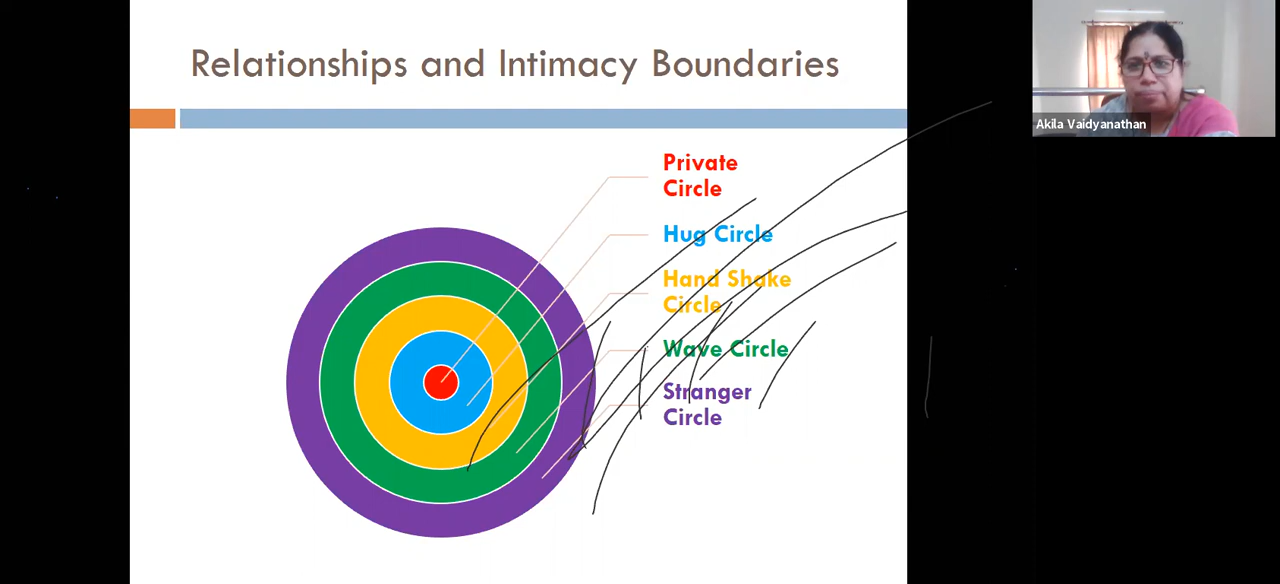 Relationships and Intimacy Boundaries
Akila Vaidyanathan
Private
Circle
Hug Circle
Hand Shake
Circle
Wave Circle
Stranger
Circle